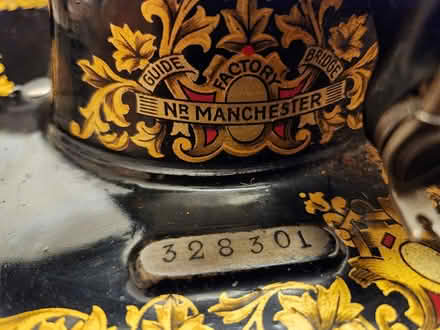 GUIDE FACTORY BRIDGE
NR MANCHESTER
328301